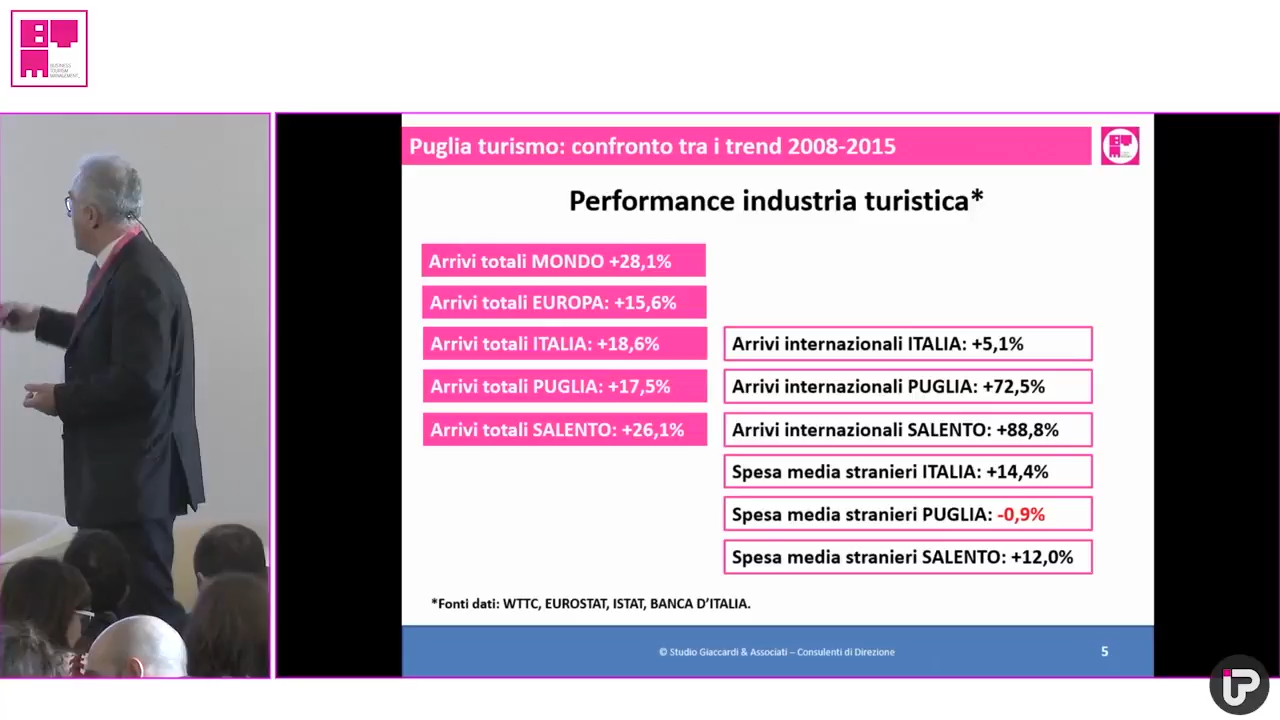 BUSINESS
TOURISM
MANAGEMENT
Puglia turismo: confronto tra i trend 2008-2015
Performance industria turistica*
Arrivi totali MONDO +28,1%
Arrivi totali EUROPA: +15,6%
Arrivi totali ITALIA: +18,6%
Arrivi totali PUGLIA: +17,5%
Arrivi totali SALENTO: +26,1%
Arrivi internazionali ITALIA: +5,1%
Arrivi internazionali PUGLIA: +72,5%
Arrivi internazionali SALENTO: +88,8%
Spesa media stranieri ITALIA: +14,4%
Spesa media stranieri PUGLIA: -0,9%
Spesa media stranieri SALENTO: +12,0%
*Fonti dati: WTTC, EUROSTAT, ISTAT, BANCA D’ITALIA.
© Studio Giaccardi & Associati – Consulenti di Direzione
5